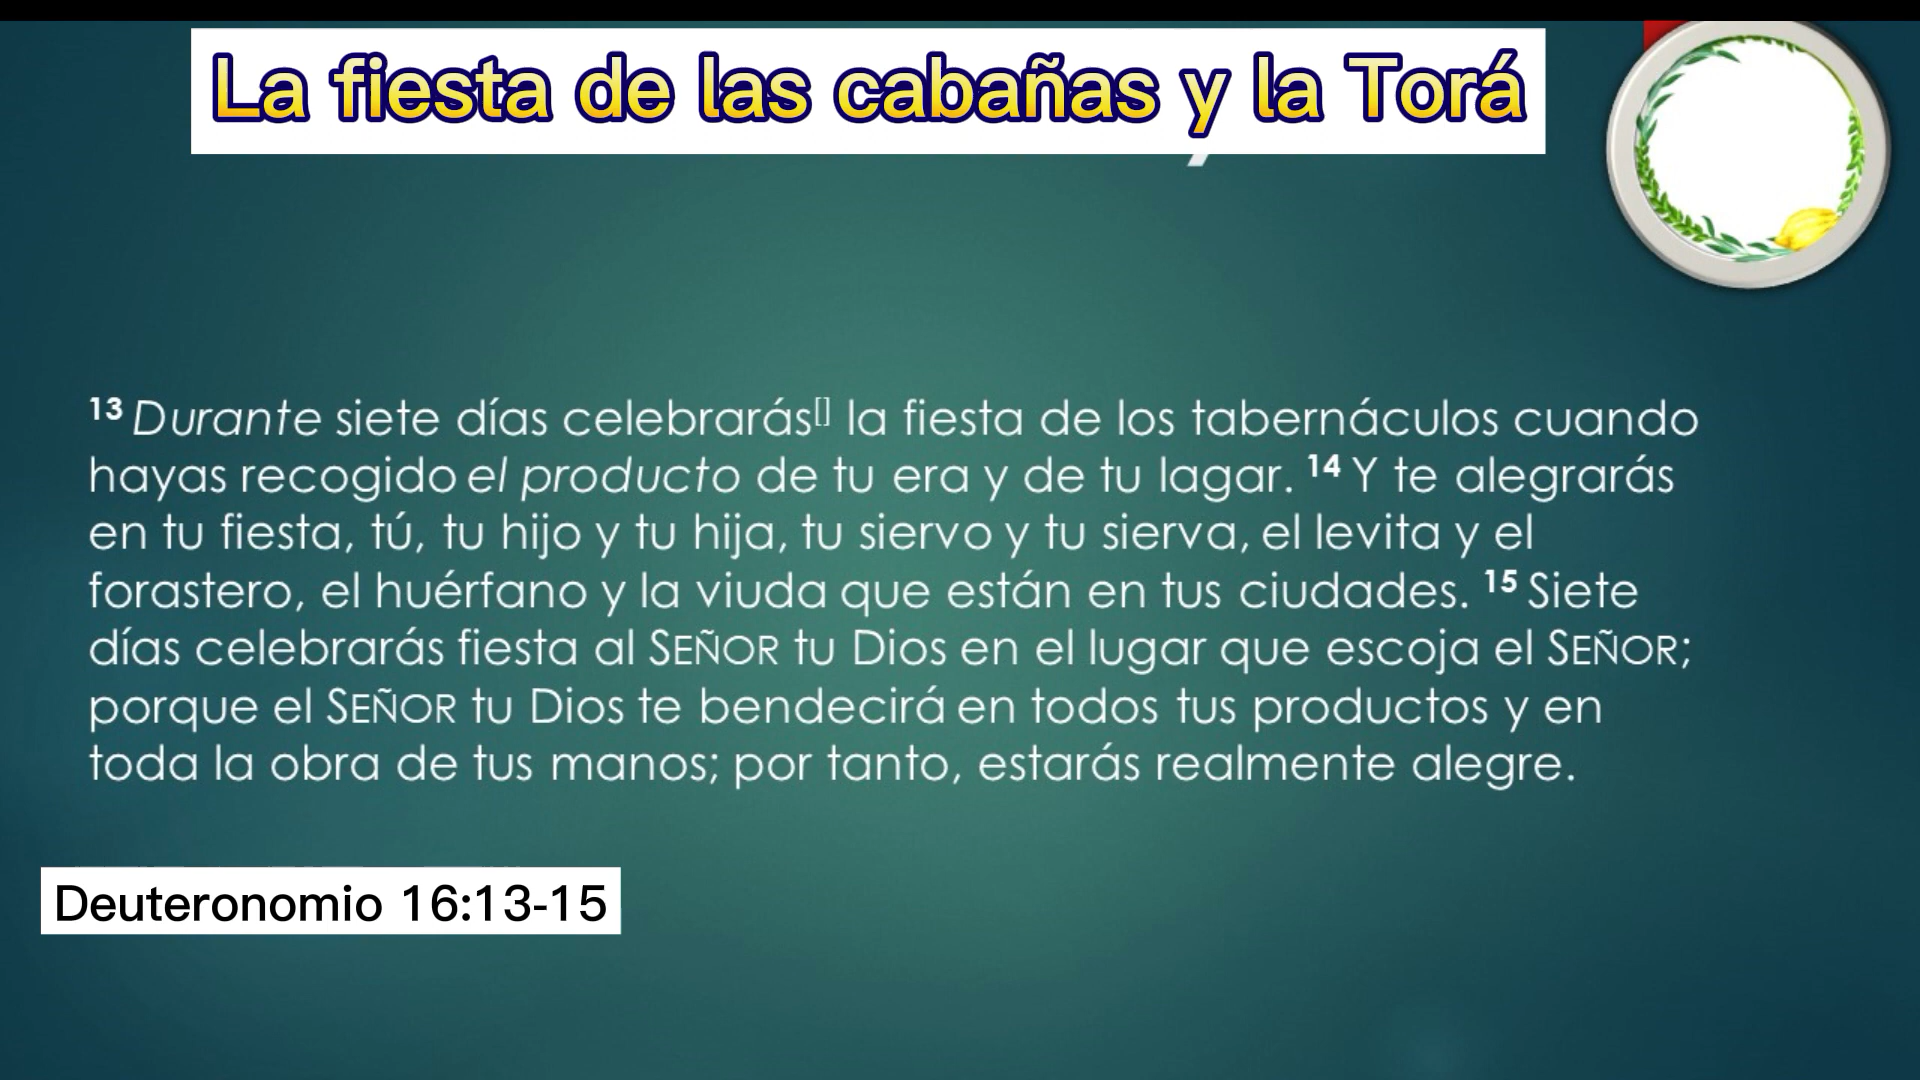 La fiesta de las cabañas y la Torá
13 Durante siete días celebrarás[] la fiesta de los tabernáculos cuando
hayas recogido el producto de tu era y de tu lagar. 14 Y te alegrarás
en tu fiesta, tú, tu hijo y tu hija, tu siervo y tu sierva, el levita y el
forastero, el huérfano y la viuda que están en tus ciudades. 15 Siete
días celebrarás fiesta al SEÑOR tu Dios en el lugar que escoja el SEÑOR;
porque el SEÑOR tu Dios te bendecirá en todos tus productos y en
toda la obra de tus manos; por tanto, estarás realmente alegre.
Deuteronomio 16:13-15